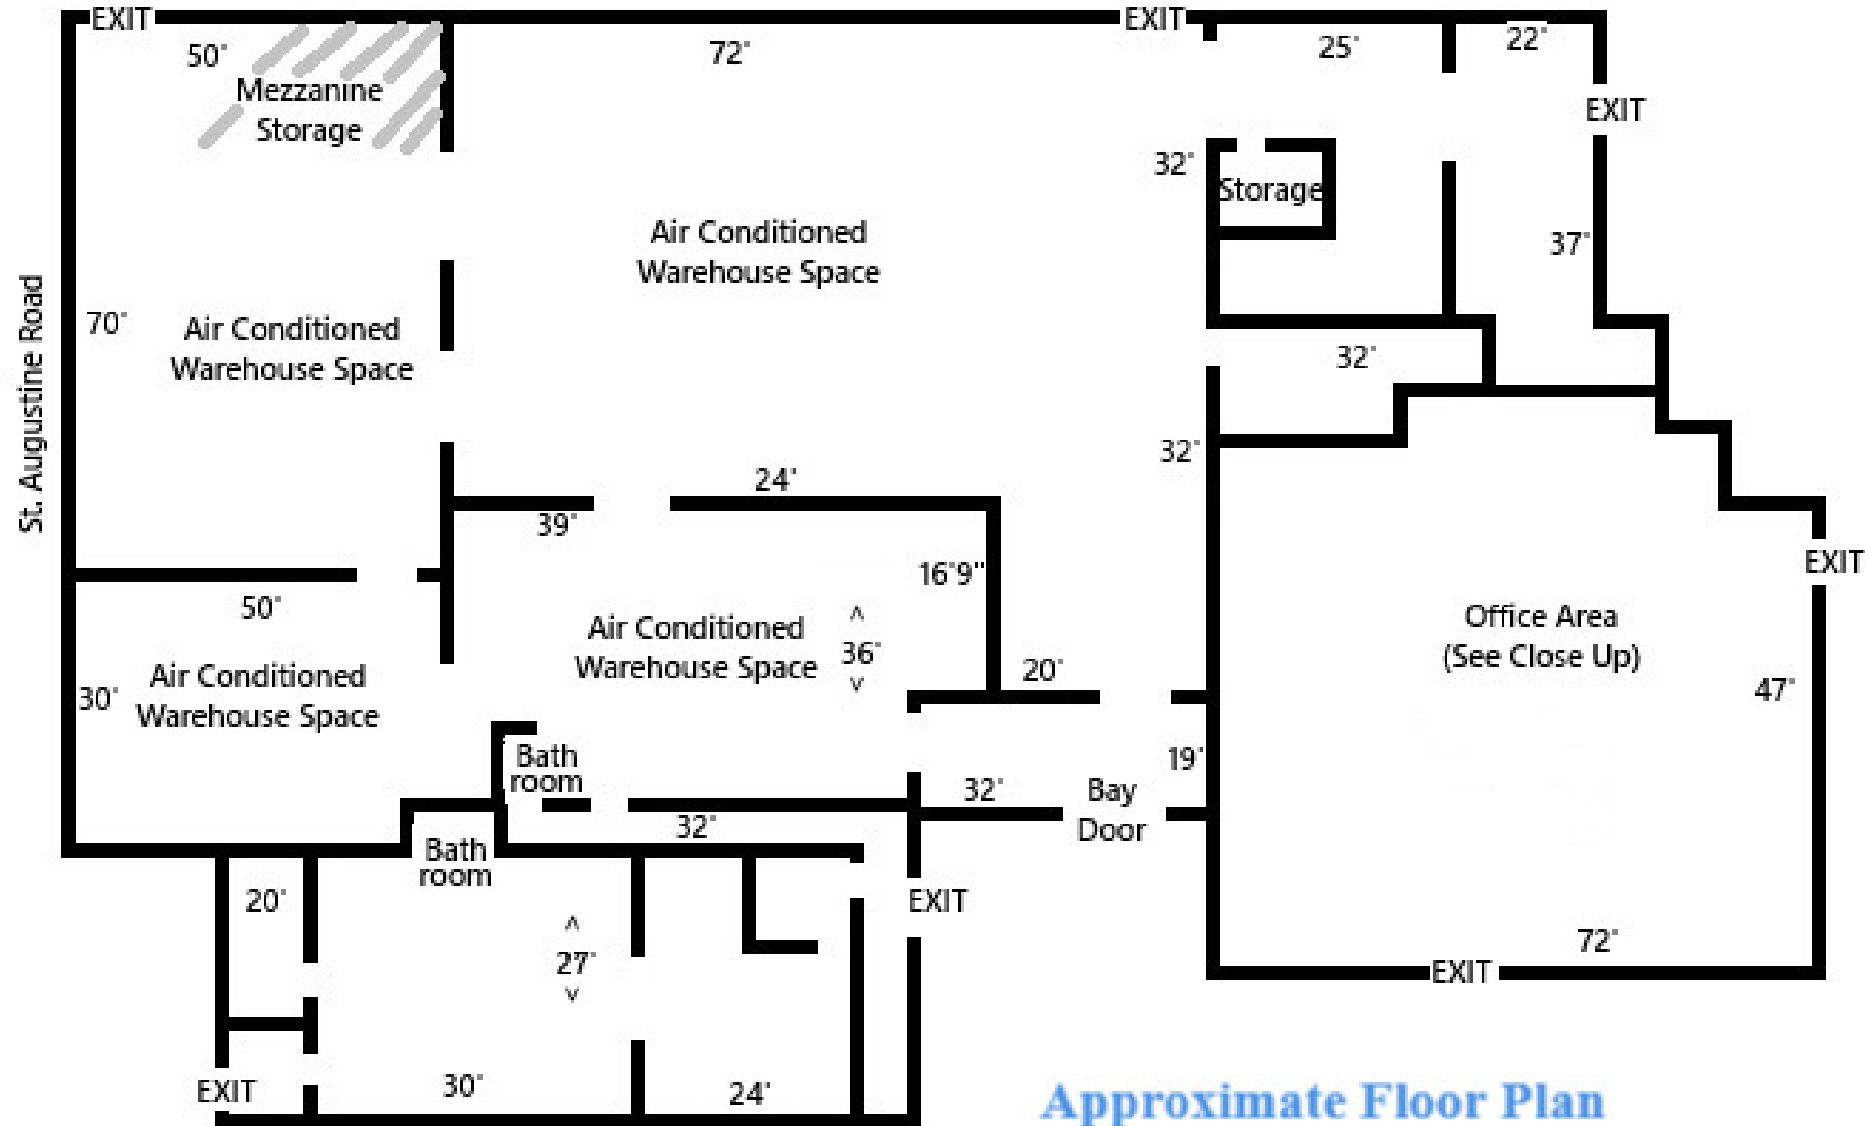 EXIT
EXIT
50'
72'
25'
22'
Mezzanine
Storage
EXIT
32'
Storage
Air Conditioned
Warehouse Space
37'
St. Augustine Road
70'
Air Conditioned
Warehouse Space
32'
32'
24'
39'
EXIT
16'9"
50'
Air Conditioned
Warehouse Space
^
36'
v
Office Area
(See Close Up)
20'
47'
30'
Air Conditioned
Warehouse Space
Bath
room
19'
32'
Bay
Door
32'
Bath
room
20'
EXIT
^
27'
v
72'
EXIT
EXIT
30'
24'
Approximate Floor Plan